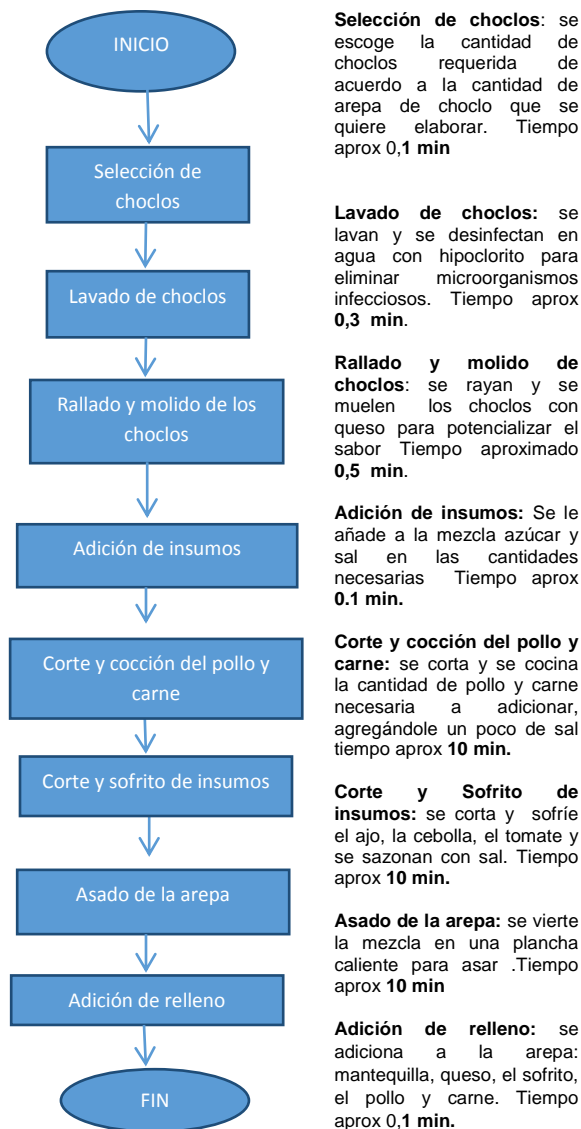 INICIO
Selección de
choclos
Lavado de choclos
Rallado y molido de los
choclos
Adición de insumos
Corte y cocción del pollo y
carne
Corte y sofrito de insumos
Asado de la arepa
Adición de relleno
FIN
Selección de choclos: se
escoge la cantidad de
choclos requerida de
acuerdo a la cantidad de
arepa de choclo que se
quiere elaborar. Tiempo
aprox 0,1 min
Lavado de choclos: se
lavan y se desinfectan en
agua con hipoclorito para
eliminar microorganismos
infecciosos. Tiempo aprox
0,3 min.
Rallado y molido de
choclos: se rayan y se
muelen los choclos con
queso para potencializar el
sabor Tiempo aproximado
0,5 min.
Adición de insumos: Se le
añade a la mezcla azúcar y
sal en las cantidades
necesarias Tiempo aprox
0.1 min.
Corte y cocción del pollo y
carne: se corta y se cocina
la cantidad de pollo y carne
necesaria a adicionar,
agregándole un poco de sal
tiempo aprox 10 min.
Corte y Sofrito de
insumos: se corta y sofríe
el ajo, la cebolla, el tomate y
se sazonan con sal. Tiempo
aprox 10 min.
Asado de la arepa: se vierte
la mezcla en una plancha
caliente para asar .Tiempo
aprox 10 min
Adición de relleno: se
adiciona a la arepa:
mantequilla, queso, el sofrito,
el pollo y carne. Tiempo
aprox 0,1 min.